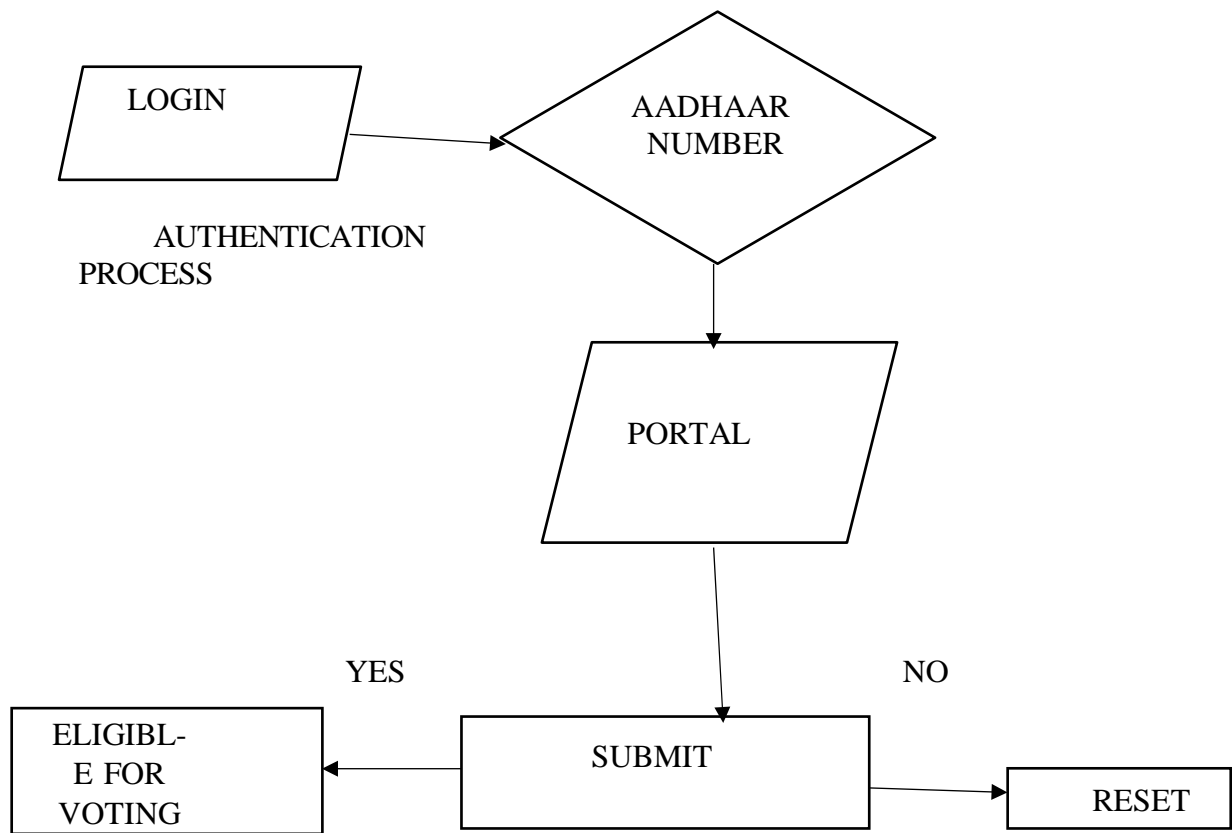 LOGIN
AADHAAR
NUMBER
AUTHENTICATION
PROCESS
PORTAL
YES
NO
ELIGIBL-
E FOR
VOTING
SUBMIT
RESET